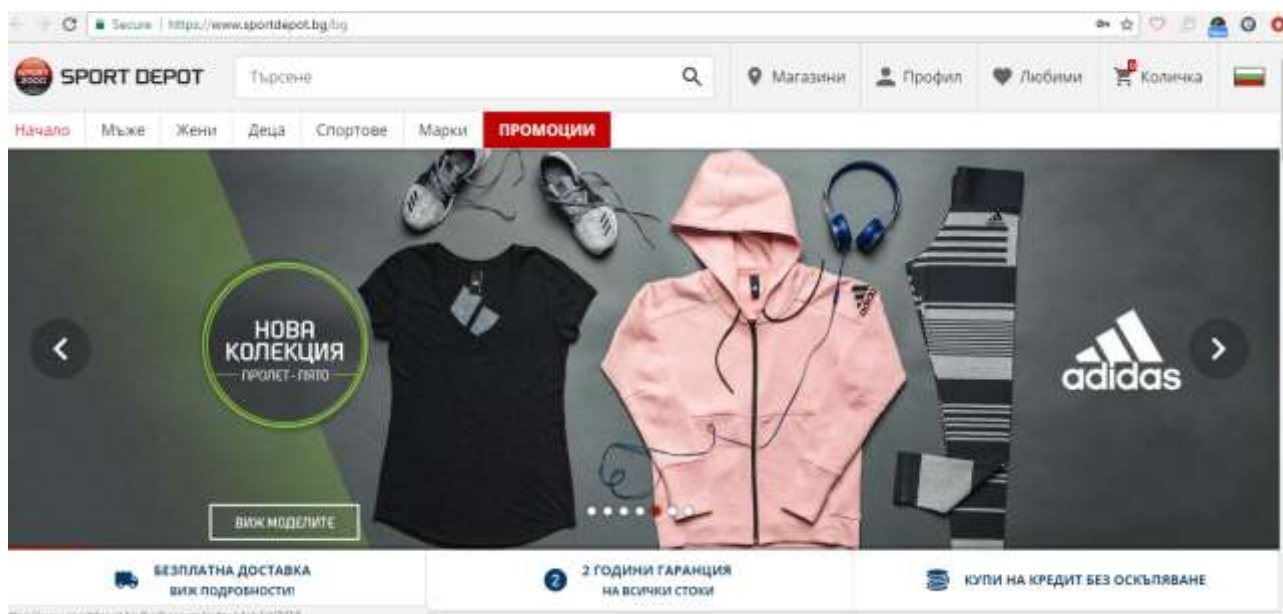 Secure | https://www.sportdepot.bg/bg
SPORT DEPOT
Търсене
Магазини
Профил
Любими
0
Количка
Начало
Мъже
Жени
Деца
Спортове
Марки
ПРОМОЦИИ
НОВА
КОЛЕКЦИЯ
ПРОЛЕТ-ЛЯТО
adidas
ВИЖ МОДЕЛИТЕ
БЕЗПЛАТНА ДОСТАВКА
ВИЖ ПОДРОБНОСТИ!
2
2 ГОДИНИ ГАРАНЦИЯ
НА ВСИЧКИ СТОКИ
КУПИ НА КРЕДИТ БЕЗ ОСКЪПЯВАНЕ